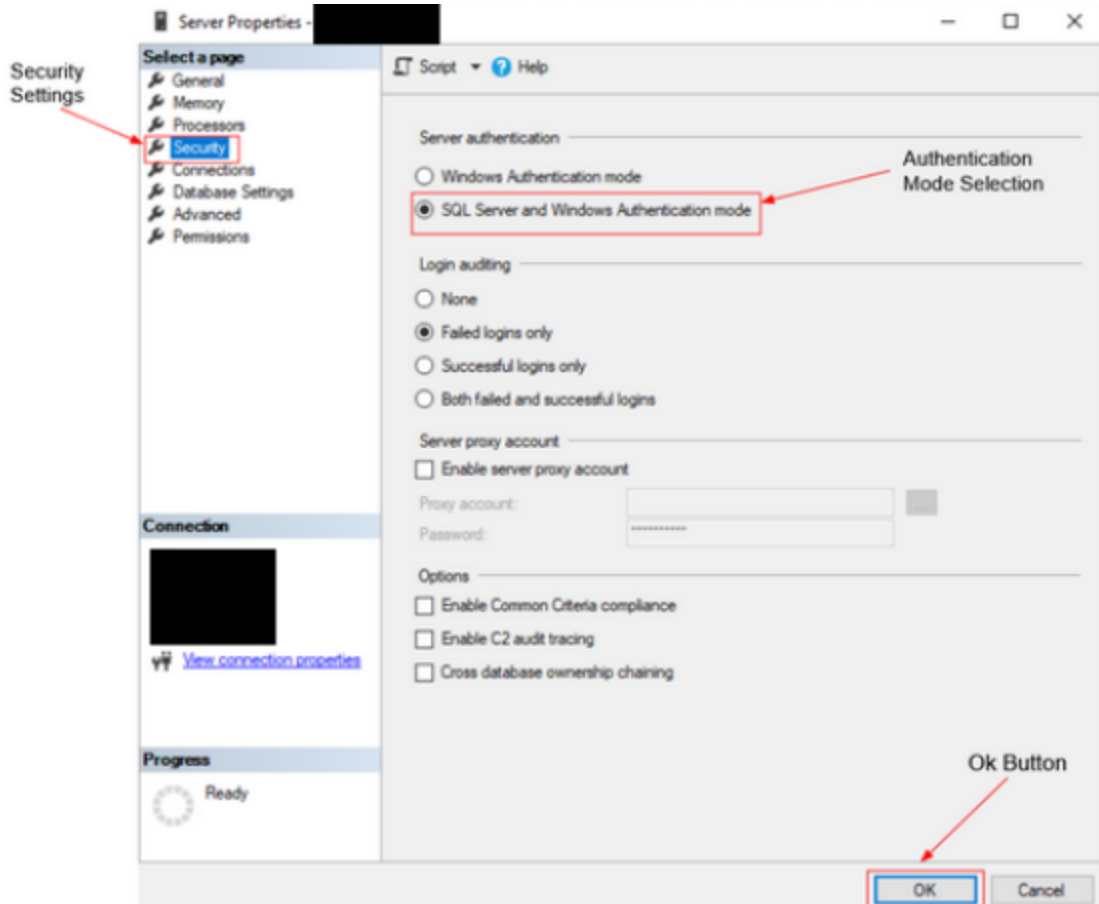 Server Properties -
Security
Settings
Select a page
General
Memory
Processors
Security
Connections
Database Settings
Advanced
Permissions
Script
Help
Server authentication
Windows Authentication mode
SQL Server and Windows Authentication mode
Authentication
Mode Selection
Login auditing
None
Failed logins only
Successful logins only
Both failed and successful logins
Server proxy account
Enable server proxy account
Proxy account:
...
Password:
**********
Options
Enable Common Criteria compliance
Enable C2 audit tracing
Cross database ownership chaining
Connection
View connection properties
Progress
Ready
Ok Button
OK
Cancel